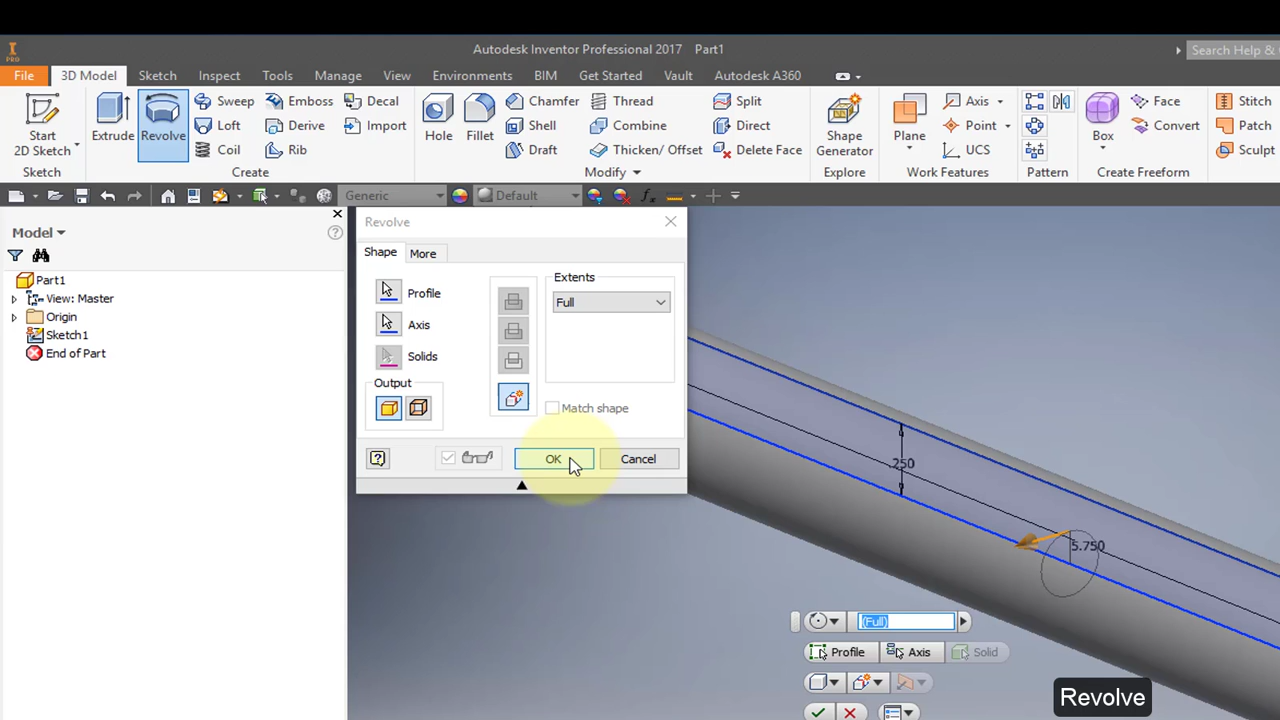 Autodesk Inventor Professional 2017 Part1
Search Help &
PRO
File 3D Model Sketch Inspect Tools Manage View Environments BIM Get Started Vault Autodesk A360
Start
2D Sketch
Extrude
Revolve
Sweep
Loft
Coil
Emboss
Derive
Rib
Decal
Import
Hole
Fillet
Chamfer
Shell
Draft
Thread
Combine
Thicken/ Offset
Split
Direct
Delete Face
Shape
Generator
Plane
Axis
Point
UCS
Box
Face
Convert
Stitch
Patch
Sculpt
Sketch Create Modify Explore Work Features Pattern Create Freeform
Generic Default
Model
Part1
View: Master
Origin
Sketch1
End of Part
Revolve
Shape More
Profile
Axis
Solids
Output
Extents
Full
Match shape
OK Cancel
.250
5.750
(Full)
Profile Axis Solid
Revolve